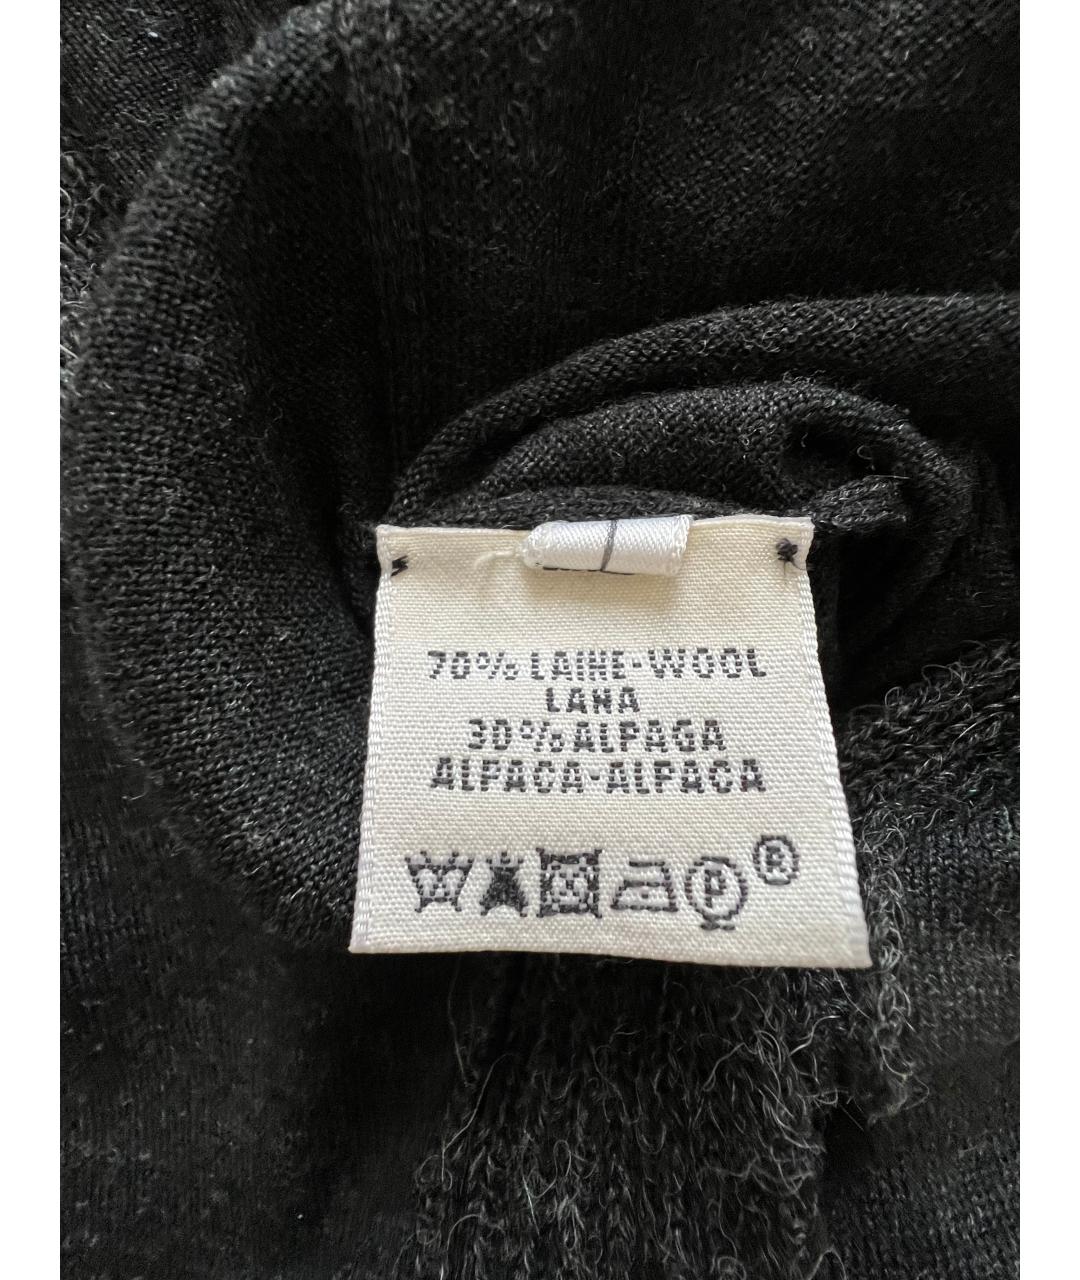 70% LAINE-WOOL
LANA
30% ALPAGA
ALPACA-ALPACA
P ®